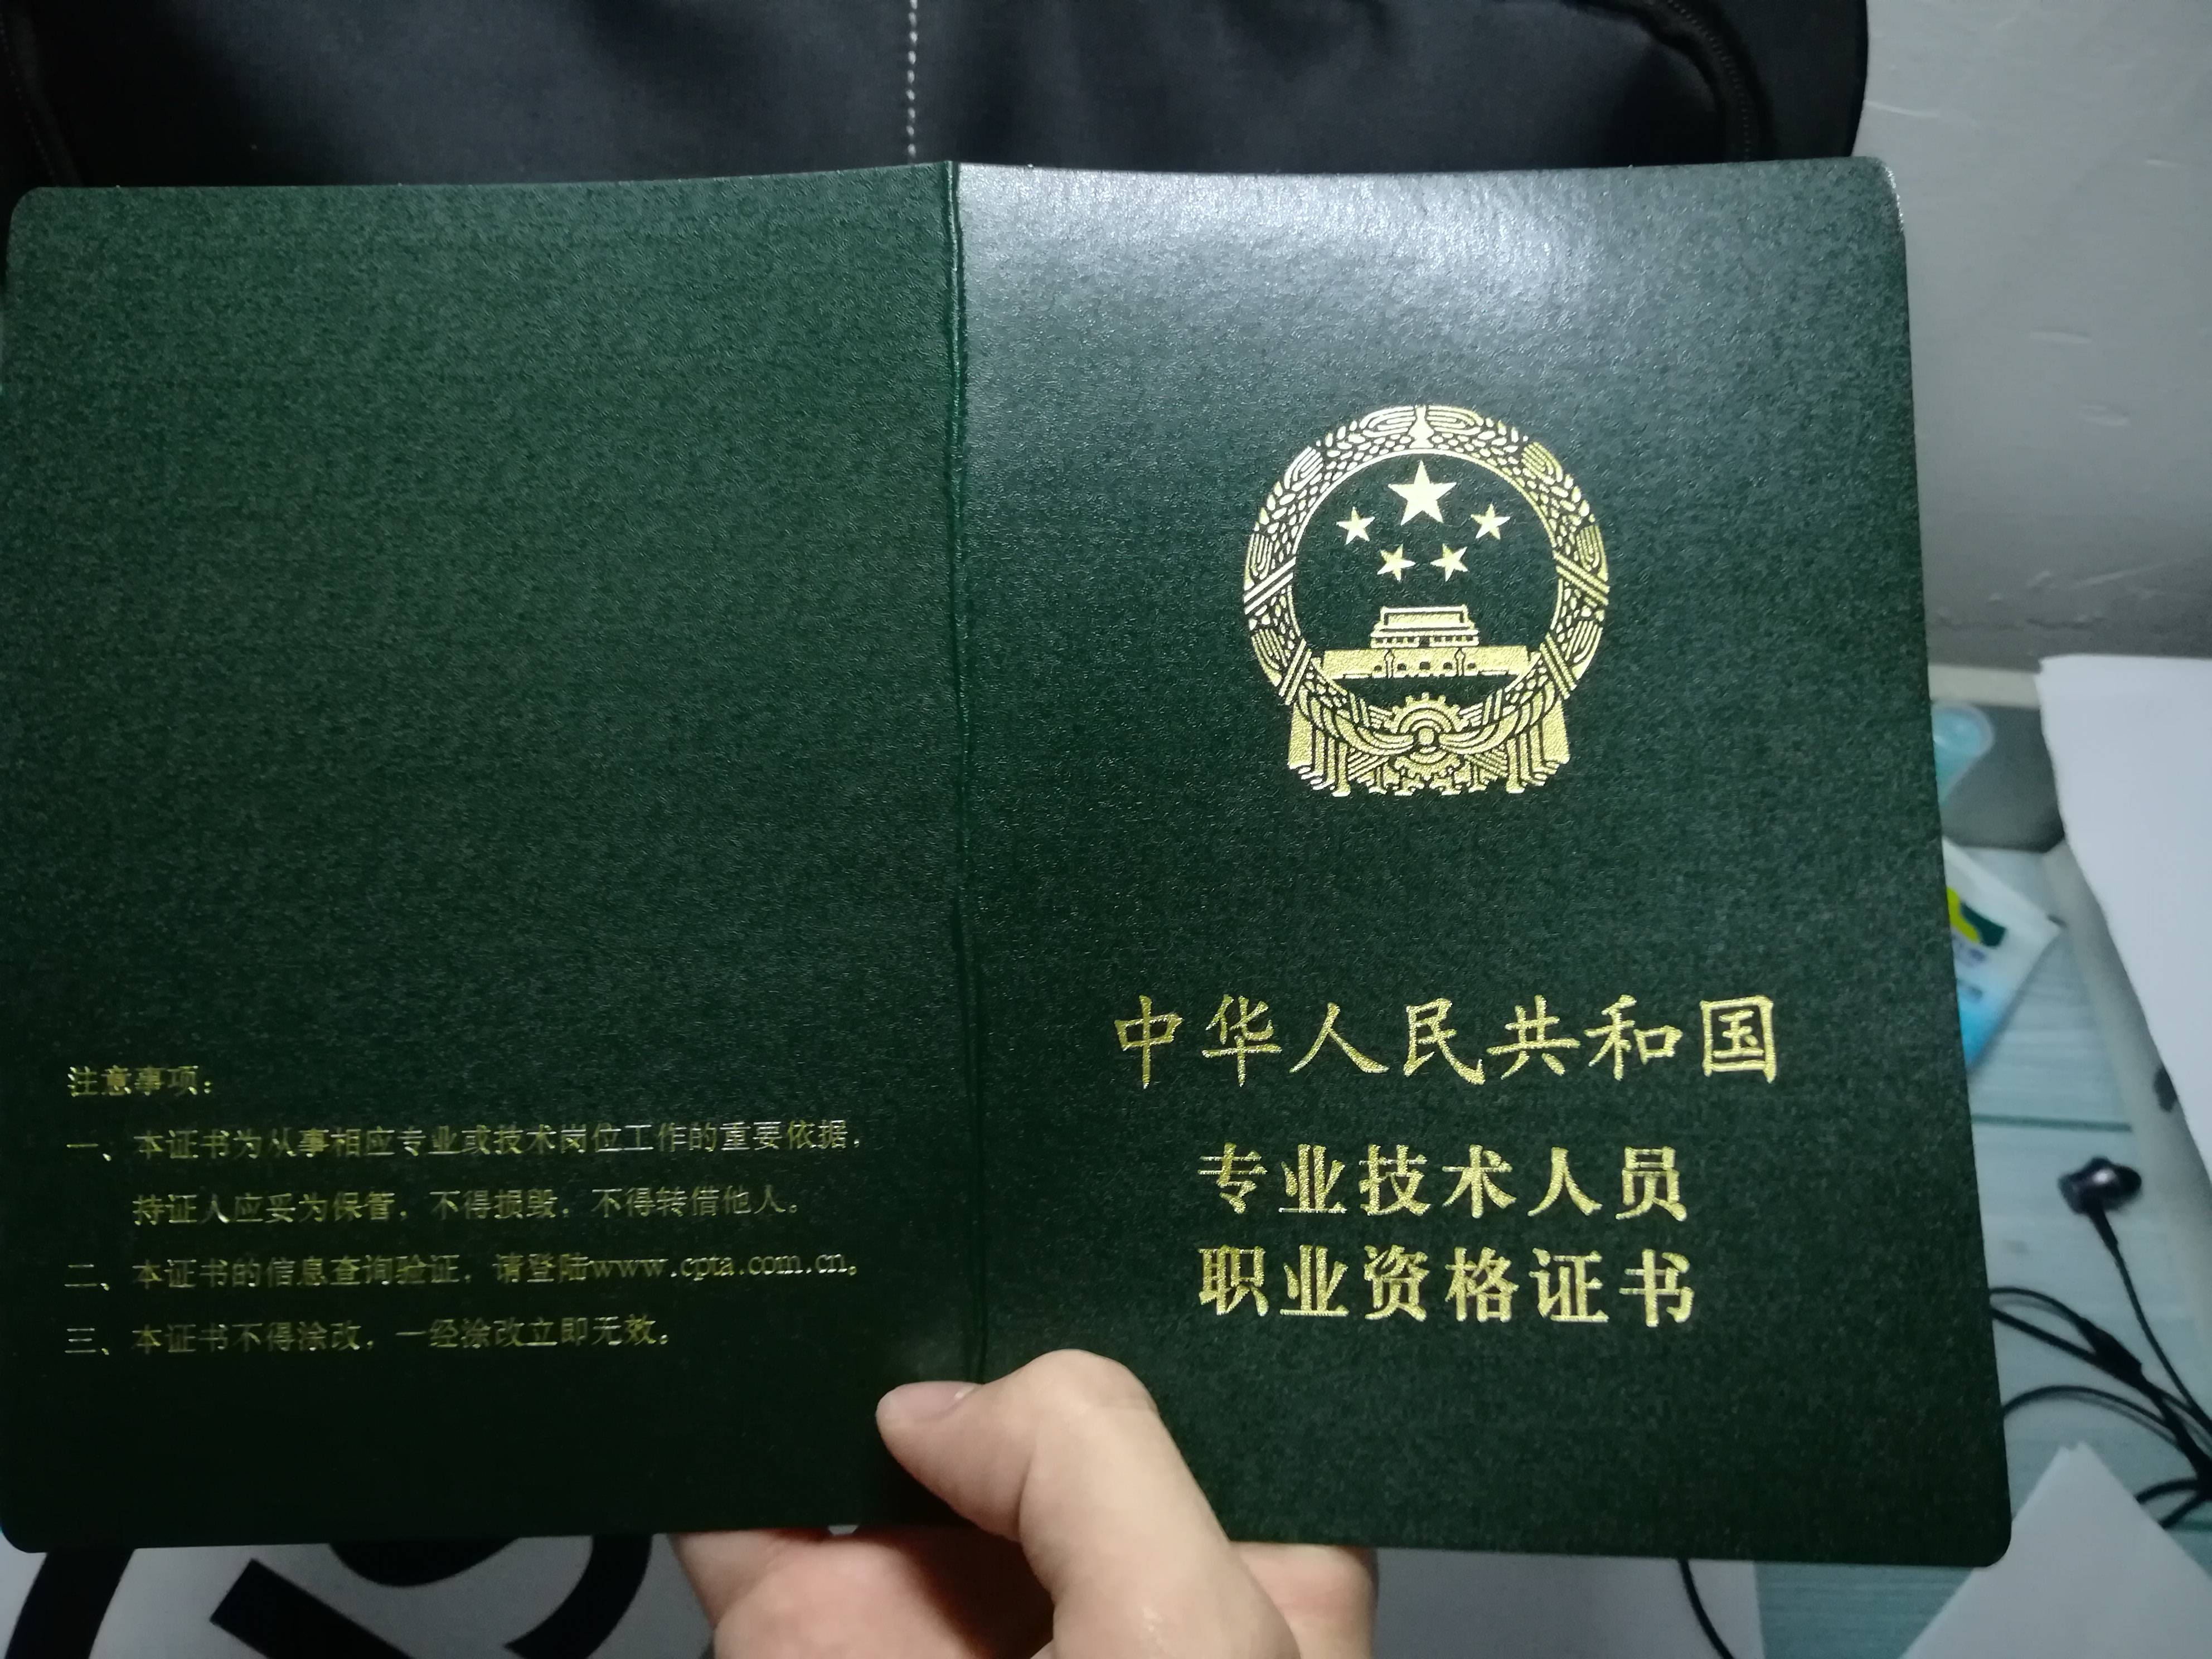 注意事项:
一、本证书为从事相应专业或技术岗位工作的重要依据,
持证人应妥为保管,不得损毁,不得转借他人。
二、本证书的信息查询验证,请登陆www.cpta.com.cn。
三、本证书不得涂改,一经涂改立即无效。
中华人民共和国
专业技术人员
职业资格证书